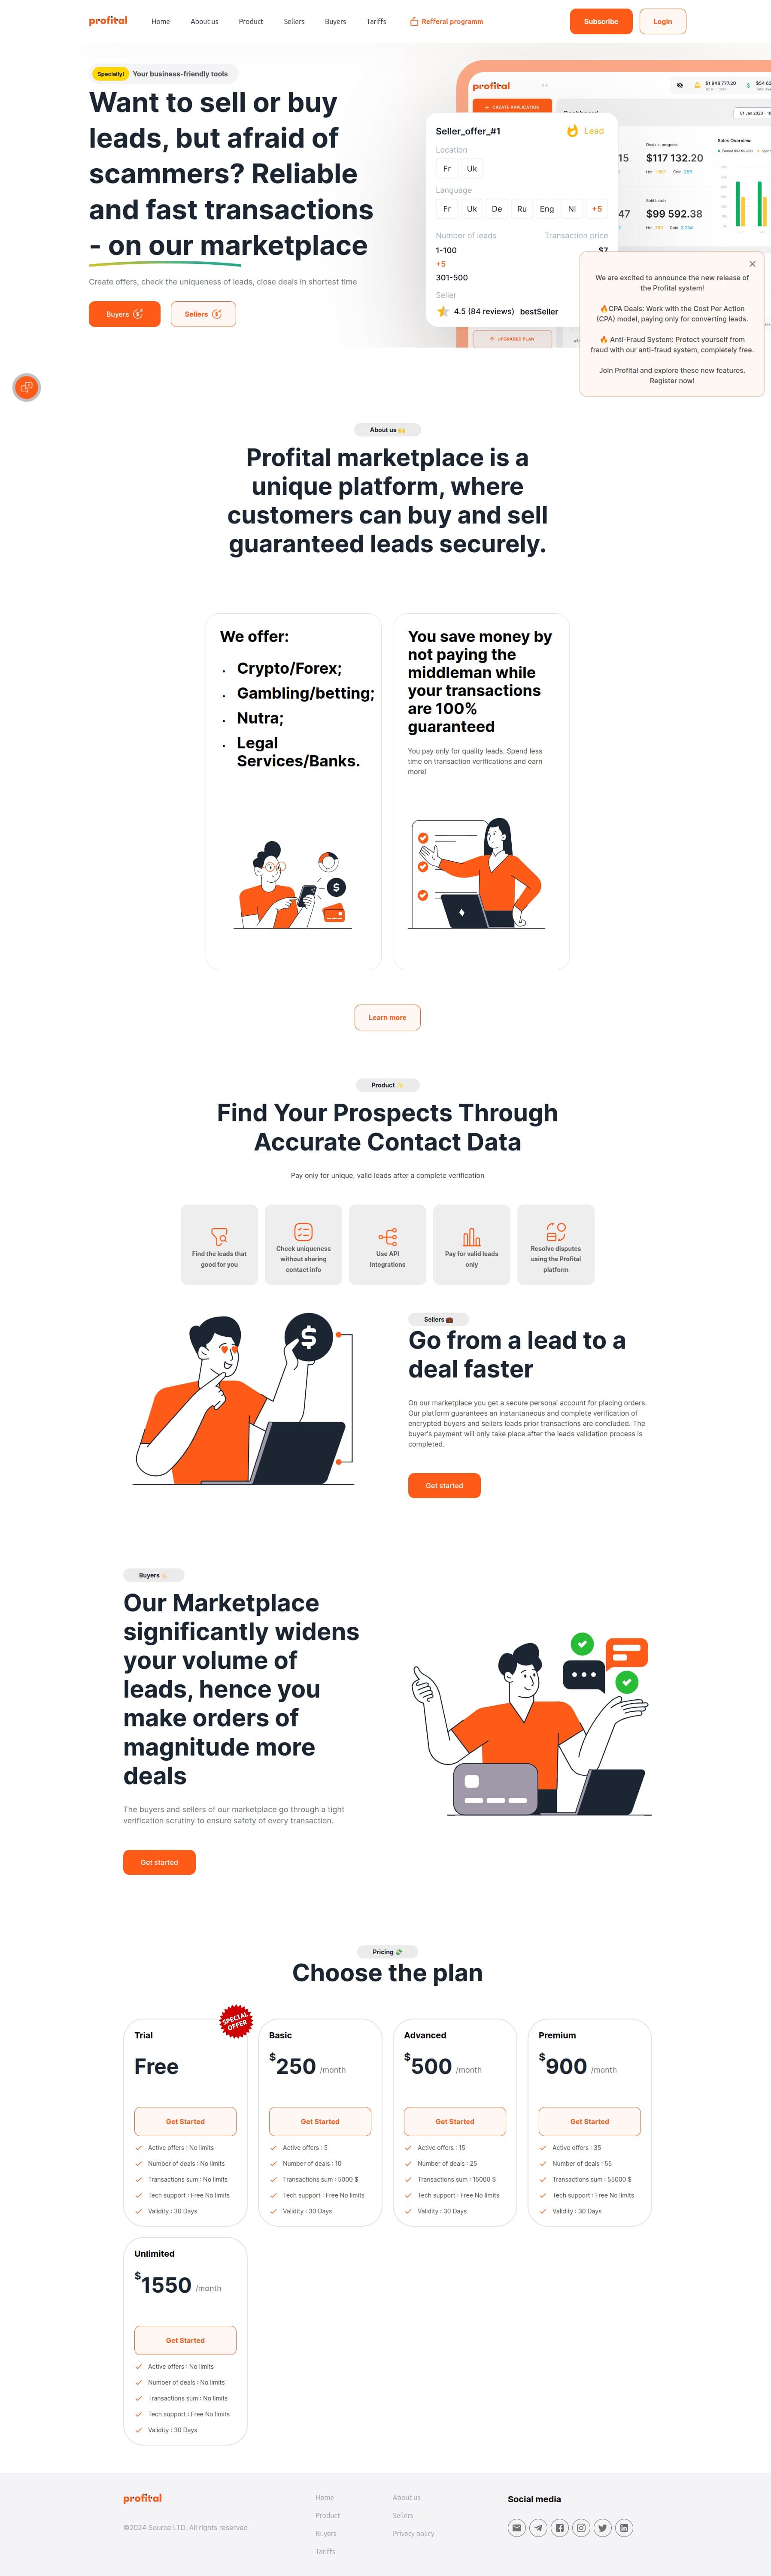 profital
Home
About us
Product
Sellers
Buyers
Tariffs
Refferal programm
Subscribe
Login
Specially!
Your business-friendly tools
Want to sell or buy
leads, but afraid of
scammers? Reliable
and fast transactions
- on our marketplace
Create offers, check the uniqueness of leads, close deals in shortest time
Buyers
Sellers
profital
CREATE APPLICATION
$1 948 777.20
01 Jan 2023 -
Seller_offer_#1
Lead
Location
Fr
Uk
Language
Fr
Uk
De
Ru
Eng
Nl
+5
Number of leads
Transaction price
1-100
$7
+5
301-500
Seller
4.5 (84 reviews)
bestSeller
Deals in progress
$117 132.20
Sales Overview
Sold Leads
$99 592.38
UPGRADED PLAN
We are excited to announce the new release of
the Profital system!
🔥CPA Deals: Work with the Cost Per Action
(CPA) model, paying only for converting leads.
🔥 Anti-Fraud System: Protect yourself from
fraud with our anti-fraud system, completely free.
Join Profital and explore these new features.
Register now!
About us 🙌
Profital marketplace is a
unique platform, where
customers can buy and sell
guaranteed leads securely.
We offer:
• Crypto/Forex;
• Gambling/betting;
• Nutra;
• Legal
Services/Banks.
You save money by
not paying the
middleman while
your transactions
are 100%
guaranteed
You pay only for quality leads. Spend less
time on transaction verifications and earn
more!
Learn more
Product ✨
Find Your Prospects Through
Accurate Contact Data
Pay only for unique, valid leads after a complete verification
Find the leads that
good for you
Check uniqueness
without sharing
contact info
Use API
Integrations
Pay for valid leads
only
Resolve disputes
using the Profital
platform
Sellers 💼
Go from a lead to a
deal faster
On our marketplace you get a secure personal account for placing orders.
Our platform guarantees an instantaneous and complete verification of
encrypted buyers and sellers leads prior transactions are concluded. The
buyer's payment will only take place after the leads validation process is
completed.
Get started
Buyers
Our Marketplace
significantly widens
your volume of
leads, hence you
make orders of
magnitude more
deals
The buyers and sellers of our marketplace go through a tight
verification scrutiny to ensure safety of every transaction.
Get started
Pricing 💸
Choose the plan
SPECIAL
OFFER
Trial
Free
Get Started
Active offers : No limits
Number of deals : No limits
Transactions sum : No limits
Tech support : Free No limits
Validity : 30 Days
Basic
$250 /month
Get Started
Active offers : 5
Number of deals : 10
Transactions sum : 5000 $
Tech support : Free No limits
Validity : 30 Days
Advanced
$500 /month
Get Started
Active offers : 15
Number of deals : 25
Transactions sum : 15000 $
Tech support : Free No limits
Validity : 30 Days
Premium
$900 /month
Get Started
Active offers : 35
Number of deals : 55
Transactions sum : 55000 $
Tech support : Free No limits
Validity : 30 Days
Unlimited
$1550 /month
Get Started
Active offers : No limits
Number of deals : No limits
Transactions sum : No limits
Tech support : Free No limits
Validity : 30 Days
profital
©2024 Source LTD. All rights reserved
Home
Product
Buyers
Tariffs
About us
Sellers
Privacy policy
Social media